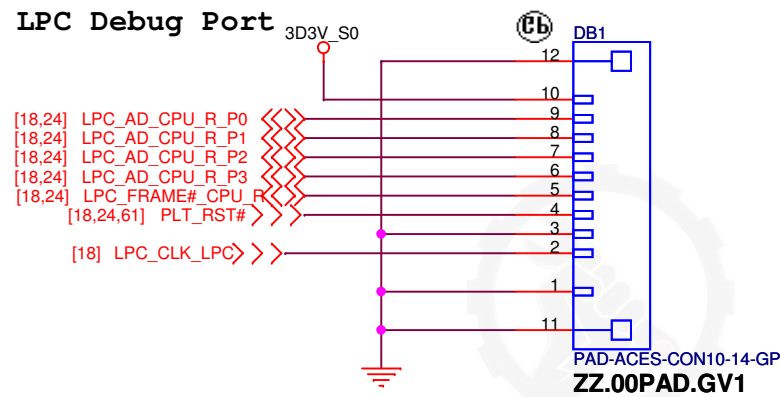 LPC Debug Port
3D3V_S0
DB1
12
10
[18,24] LPC_AD_CPU_R_P0 9
[18,24] LPC_AD_CPU_R_P1 8
[18,24] LPC_AD_CPU_R_P2 7
[18,24] LPC_AD_CPU_R_P3 6
[18,24] LPC_FRAME#_CPU_R 5
[18,24,61] PLT_RST# 4
3
[18] LPC_CLK_LPC 2
1
11
PAD-ACES-CON10-14-GP
ZZ.00PAD.GV1